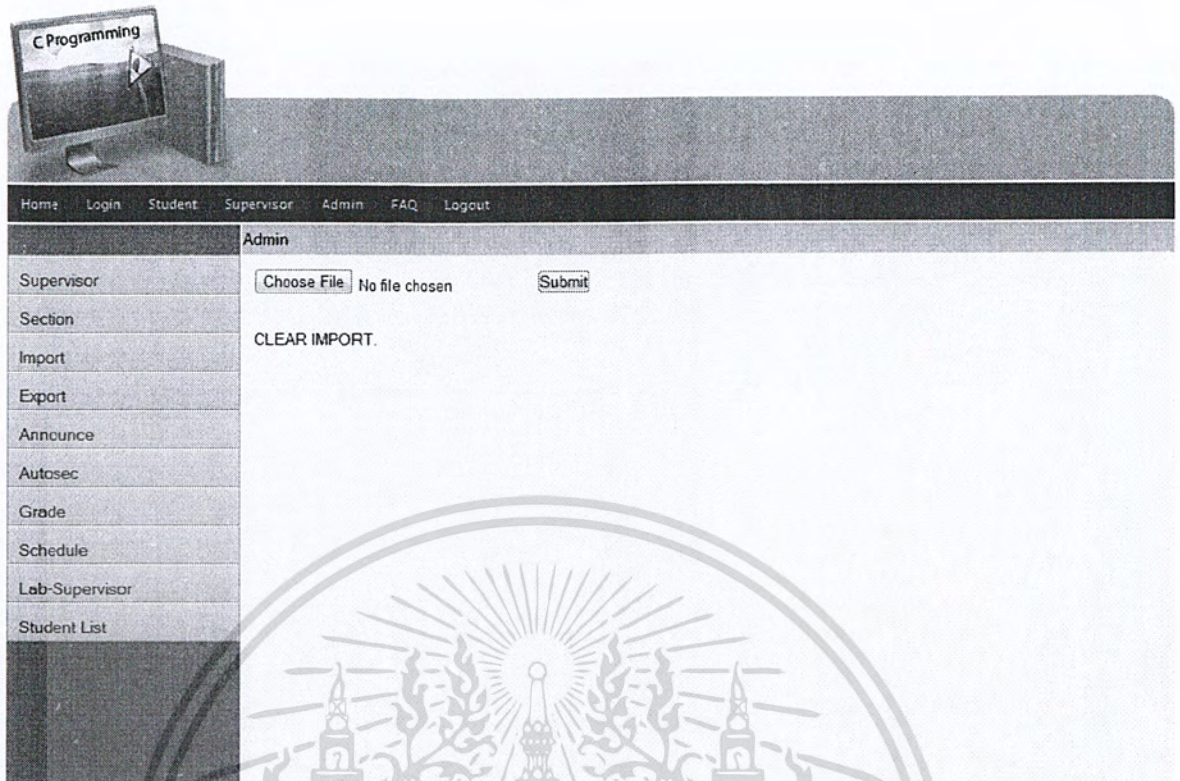 C Programming
Home Login Student Supervisor Admin FAQ Logout
Admin
Supervisor
Section
Import
Export
Announce
Autosec
Grade
Schedule
Lab-Supervisor
Student List
Choose File No file chosen Submit
CLEAR IMPORT.